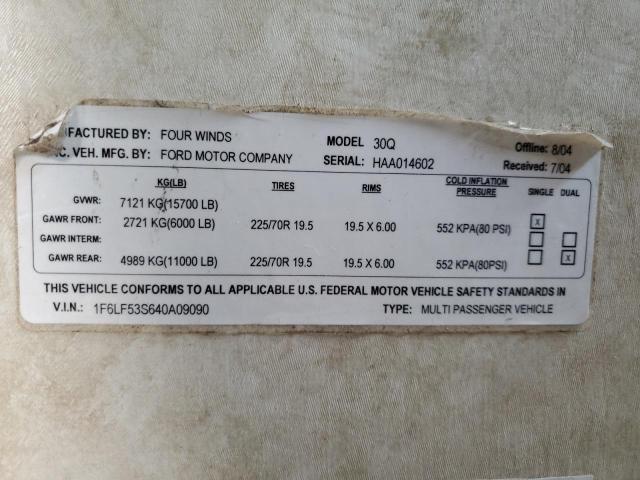 UFACTURED BY: FOUR WINDS MODEL 30Q Offline: 8/04
C. VEH. MFG. BY: FORD MOTOR COMPANY SERIAL: HAA014602 Received: 7/04
KG(LB) TIRES RIMS COLD INFLATION PRESSURE SINGLE DUAL
GVWR: 7121 KG(15700 LB)
GAWR FRONT: 2721 KG(6000 LB) 225/70R 19.5 19.5 X 6.00 552 KPA(80 PSI) X
GAWR INTERM:
GAWR REAR: 4989 KG(11000 LB) 225/70R 19.5 19.5 X 6.00 552 KPA(80PSI) X
THIS VEHICLE CONFORMS TO ALL APPLICABLE U.S. FEDERAL MOTOR VEHICLE SAFETY STANDARDS IN
V.I.N.: 1F6LF53S640A09090 TYPE: MULTI PASSENGER VEHICLE